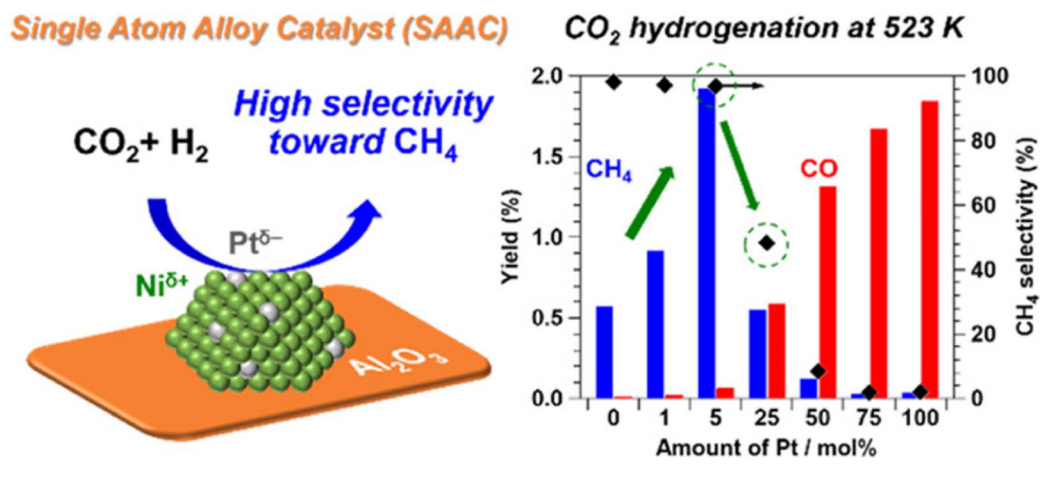 Single Atom Alloy Catalyst (SAAC)
CO₂+ H₂
High selectivity
toward CH₄
Ptδ−
Niδ+
Al₂O₃
CO₂ hydrogenation at 523 K
2.0
1.5
1.0
0.5
0.0
Yield (%)
CH₄
CO
100
80
60
40
20
0
CH₄ selectivity (%)
0 1 5 25 50 75 100
Amount of Pt / mol%